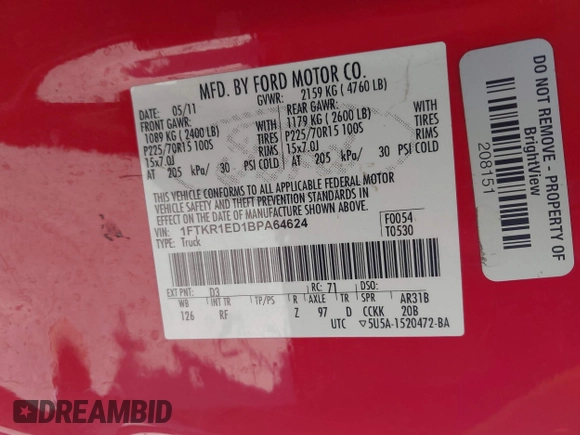 MFD. BY FORD MOTOR CO.
DATE: 05/11 GVWR: 2159 KG ( 4760 LB)
FRONT GAWR: REAR GAWR:
1089 KG ( 2400 LB) WITH 1179 KG ( 2600 LB) WITH
P225/70R15 100S TIRES P225/70R15 100S TIRES
15x7.0J RIMS 15x7.0J RIMS
AT 205 kPa/ 30 PSI COLD AT 205 kPa/ 30 PSI COLD
THIS VEHICLE CONFORMS TO ALL APPLICABLE FEDERAL MOTOR
VEHICLE SAFETY AND THEFT PREVENTION STANDARDS IN
EFFECT ON THE DATE OF MANUFACTURE SHOWN ABOVE.
VIN: 1FTKR1ED1BPA64624 F0054
TYPE: Truck T0530
EXT PNT: D3 RC: 71 DSO:
WB INT TR TP/PS R AXLE TR SPR AR31B
126 RF Z 97 D CCKK 20B
UTC ▽5U5A-1520472-BA
DO NOT REMOVE - PROPERTY OF
BrightView
208151
DREAMBID